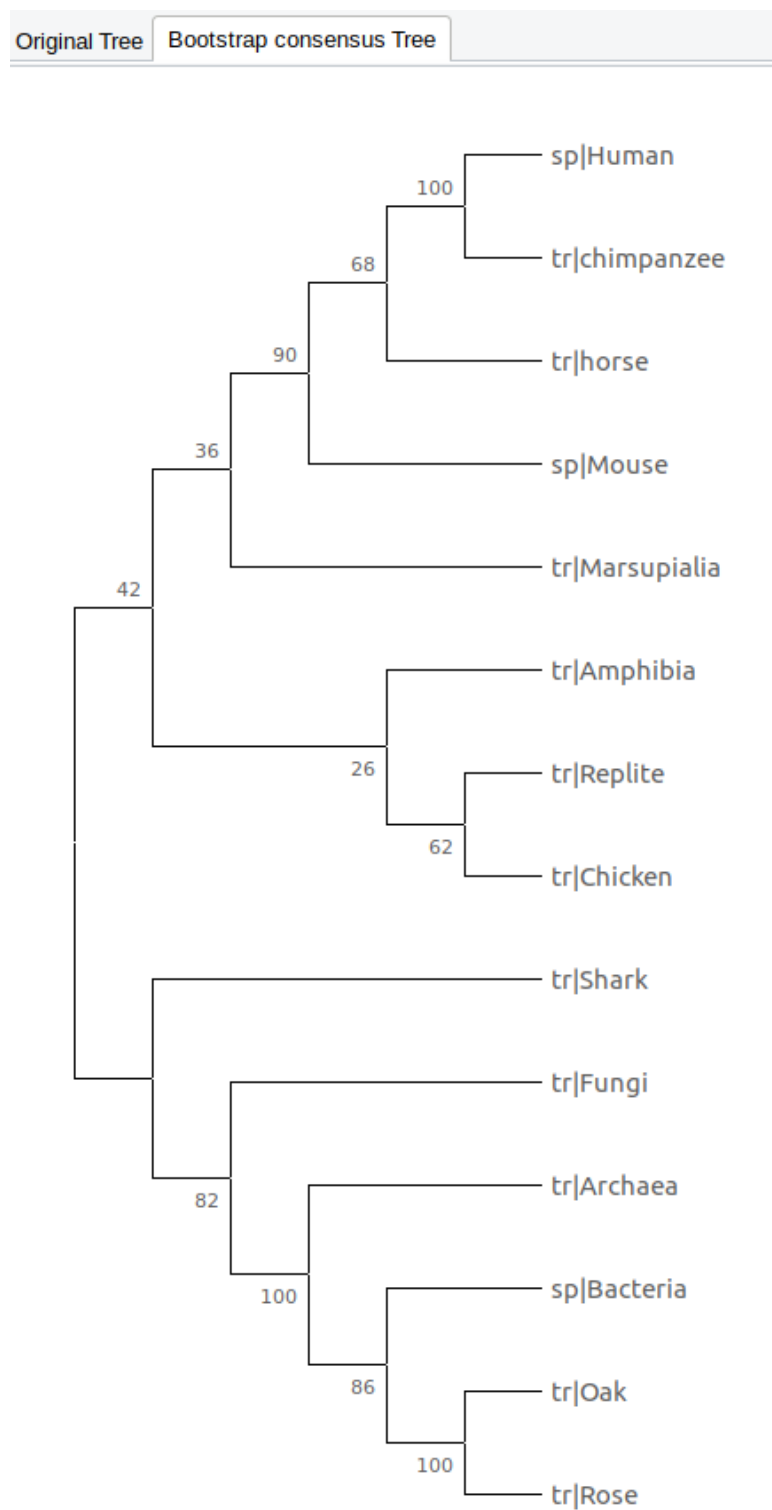 Original Tree Bootstrap consensus Tree
sp|Human
100
tr|chimpanzee
68
tr|horse
90
sp|Mouse
36
tr|Marsupialia
42
tr|Amphibia
26
tr|Replite
62
tr|Chicken
tr|Shark
tr|Fungi
82
tr|Archaea
100
sp|Bacteria
86
tr|Oak
100
tr|Rose